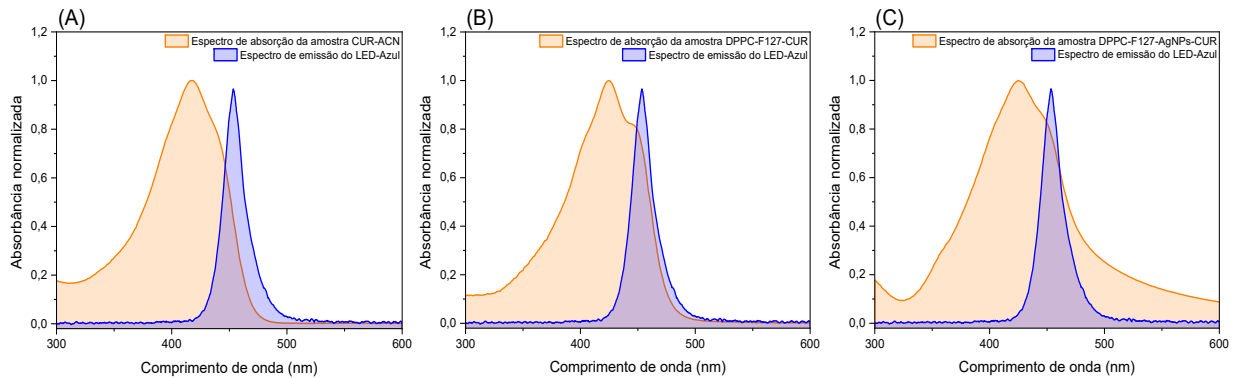 (A)
Espectro de absorção da amostra CUR-ACN
Espectro de emissão do LED-Azul
1,2
1,0
0,8
0,6
0,4
0,2
0,0
Absorbância normalizada
300
400
500
600
Comprimento de onda (nm)
(B)
Espectro de absorção da amostra DPPC-F127-CUR
Espectro de emissão do LED-Azul
1,2
1,0
0,8
0,6
0,4
0,2
0,0
Absorbância normalizada
300
400
500
600
Comprimento de onda (nm)
(C)
Espectro de absorção da amostra DPPC-F127-AgNPs-CUR
Espectro de emissão do LED-Azul
1,2
1,0
0,8
0,6
0,4
0,2
0,0
Absorbância normalizada
300
400
500
600
Comprimento de onda (nm)